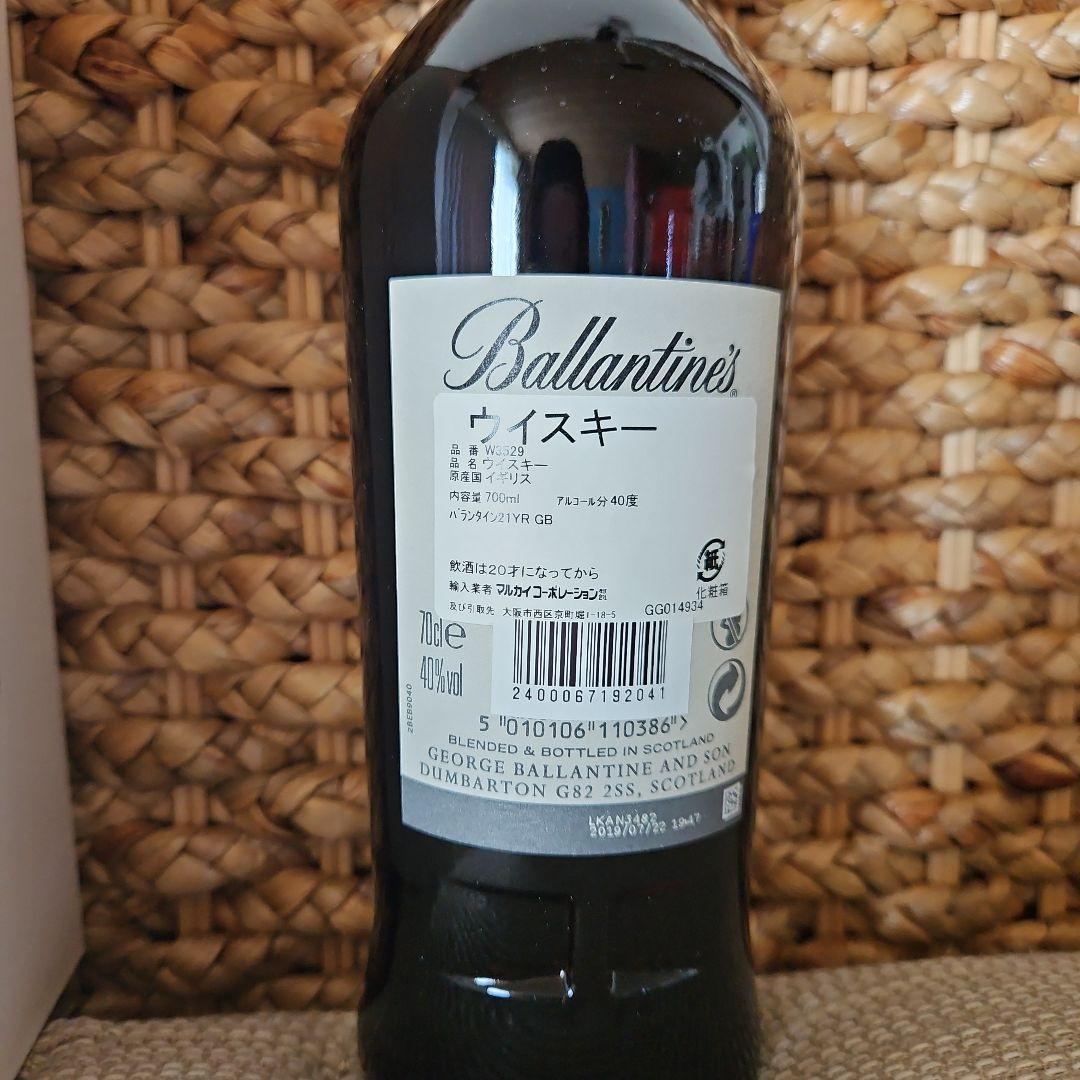 Ballantine's®
ウイスキー
品 番 W3529
品 名 ウイスキー
原産国 イギリス
内容量 700ml アルコール分 40度
バランタイン21YR GB
飲酒は20才になってから
紙
輸入業者 マルカイコーポレーション㈱ 化粧箱
GG014934
及び引取先 大阪市西区京町堀1-18-5
70cl e
40%vol
2400067192041
5 010106 110386 >
BLENDED & BOTTLED IN SCOTLAND
GEORGE BALLANTINE AND SON
DUMBARTON G82 2SS, SCOTLAND
LKAN3482
2019/07/22 19:47